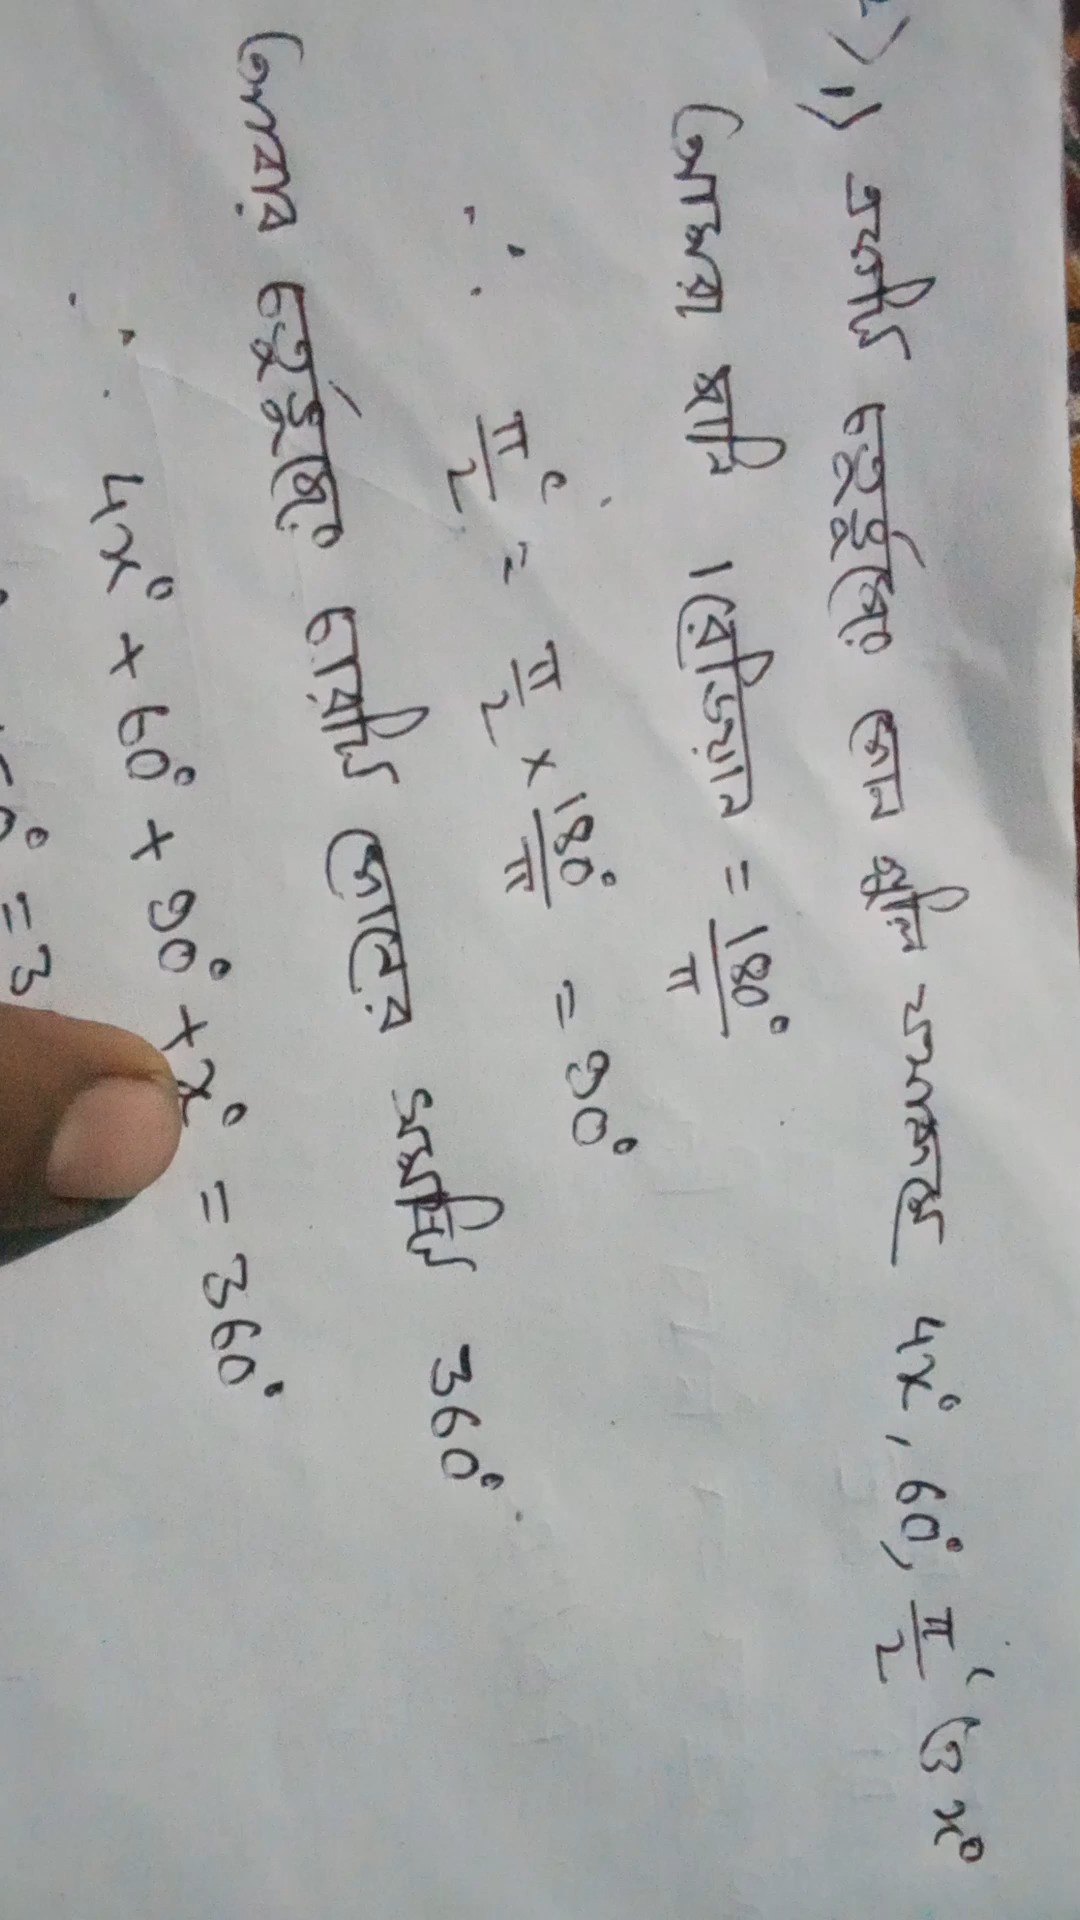 1) একটি চতুর্ভুজের কোন গুলি যথাক্রমে 4x°, 60°, π/2ᶜ ও x°
আমরা জানি 1 রেডিয়ান = 180°/π
∴ π/2ᶜ = π/2 × 180°/π = 90°
আবার চতুর্ভুজের চারটি কোনের সমষ্টি 360°
∴ 4x° + 60° + 90° + x° = 360°